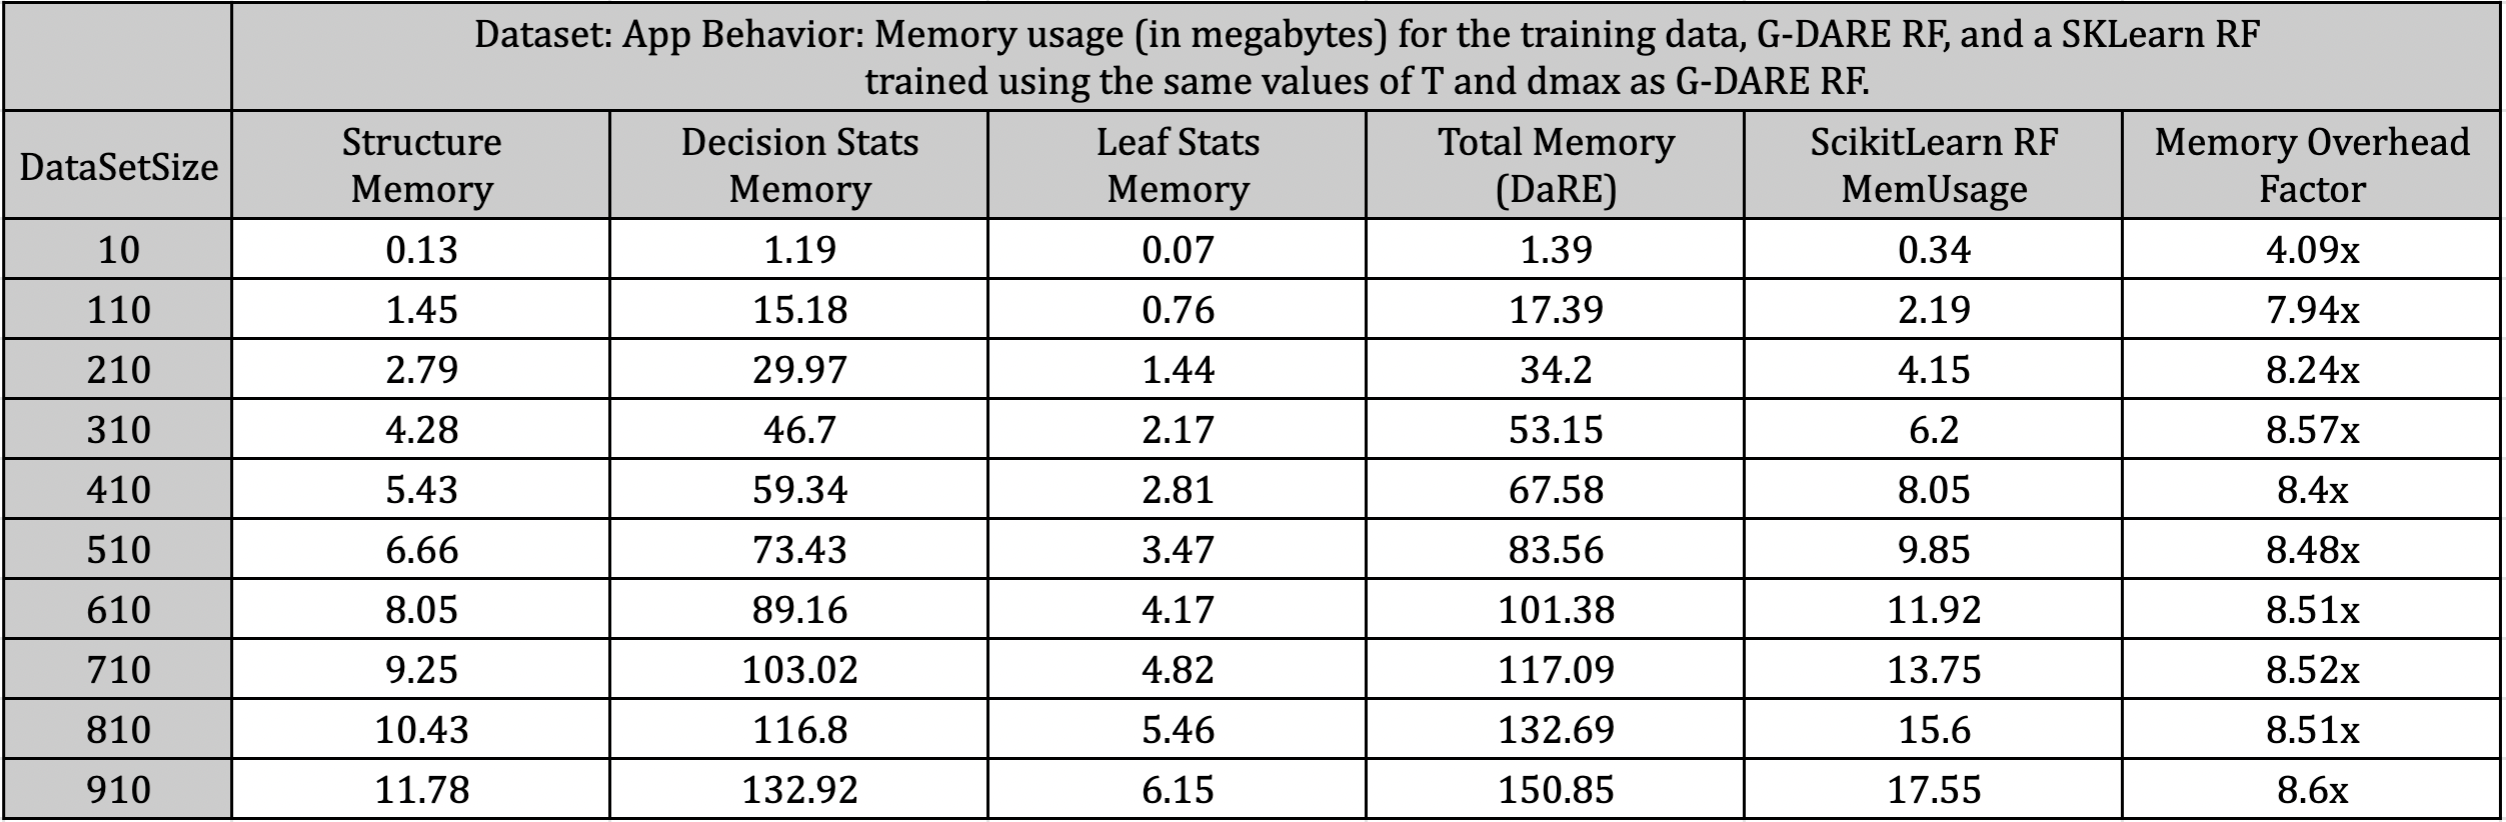 Dataset: App Behavior: Memory usage (in megabytes) for the training data, G-DARE RF, and a SKLearn RF
trained using the same values of T and dmax as G-DARE RF.
DataSetSize Structure Memory Decision Stats Memory Leaf Stats Memory Total Memory (DaRE) ScikitLearn RF MemUsage Memory Overhead Factor
10 0.13 1.19 0.07 1.39 0.34 4.09x
110 1.45 15.18 0.76 17.39 2.19 7.94x
210 2.79 29.97 1.44 34.2 4.15 8.24x
310 4.28 46.7 2.17 53.15 6.2 8.57x
410 5.43 59.34 2.81 67.58 8.05 8.4x
510 6.66 73.43 3.47 83.56 9.85 8.48x
610 8.05 89.16 4.17 101.38 11.92 8.51x
710 9.25 103.02 4.82 117.09 13.75 8.52x
810 10.43 116.8 5.46 132.69 15.6 8.51x
910 11.78 132.92 6.15 150.85 17.55 8.6x